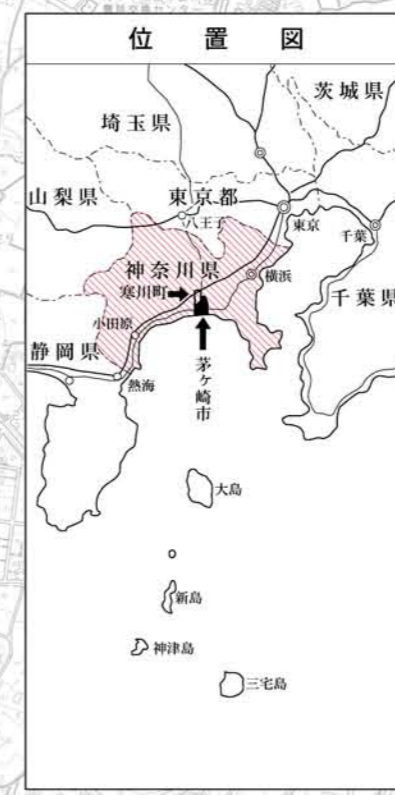 位置図
茨城県
埼玉県
山梨県
東京都
八王子
東京
千葉
神奈川県
寒川町
横浜
千葉県
小田原
静岡県
熱海
茅ヶ崎市
大島
新島
神津島
三宅島